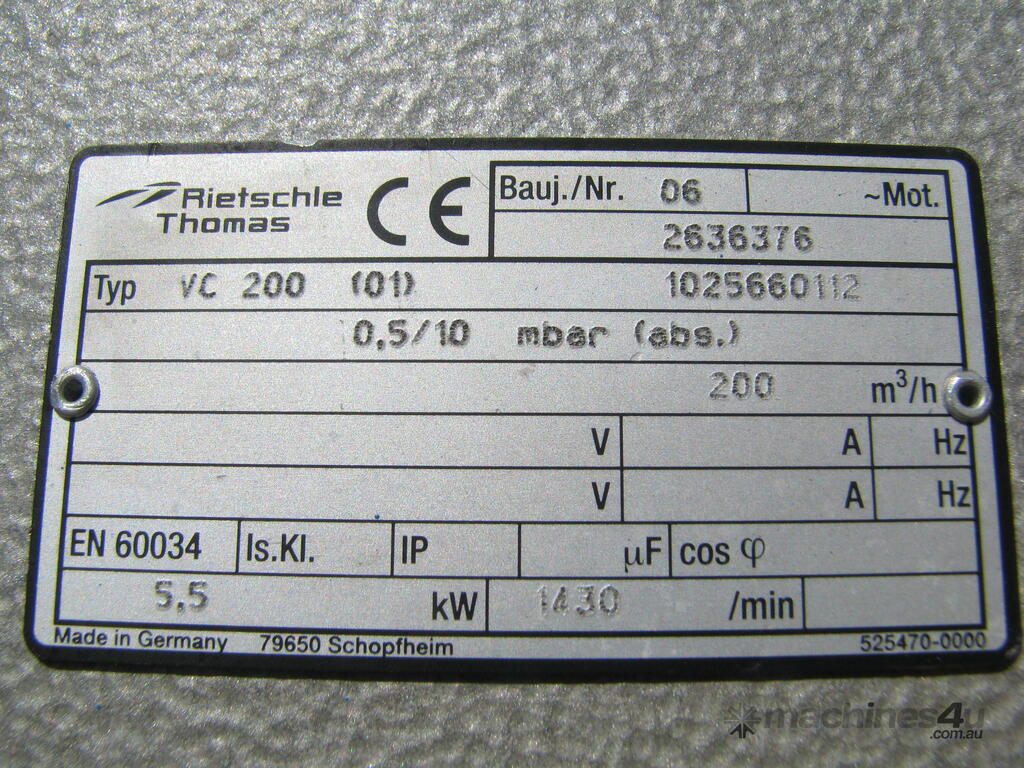 Rietschle
Thomas
CE
Bauj./Nr. 06 ~Mot.
2636376
Typ VC 200 (01) 1025660112
0,5/10 mbar (abs.)
200 m³/h
V A Hz
V A Hz
EN 60034 Is.Kl. IP µF cos φ
5,5 kW 1430 /min
Made in Germany 79650 Schopfheim 525470-0000
machines4u
.com.au